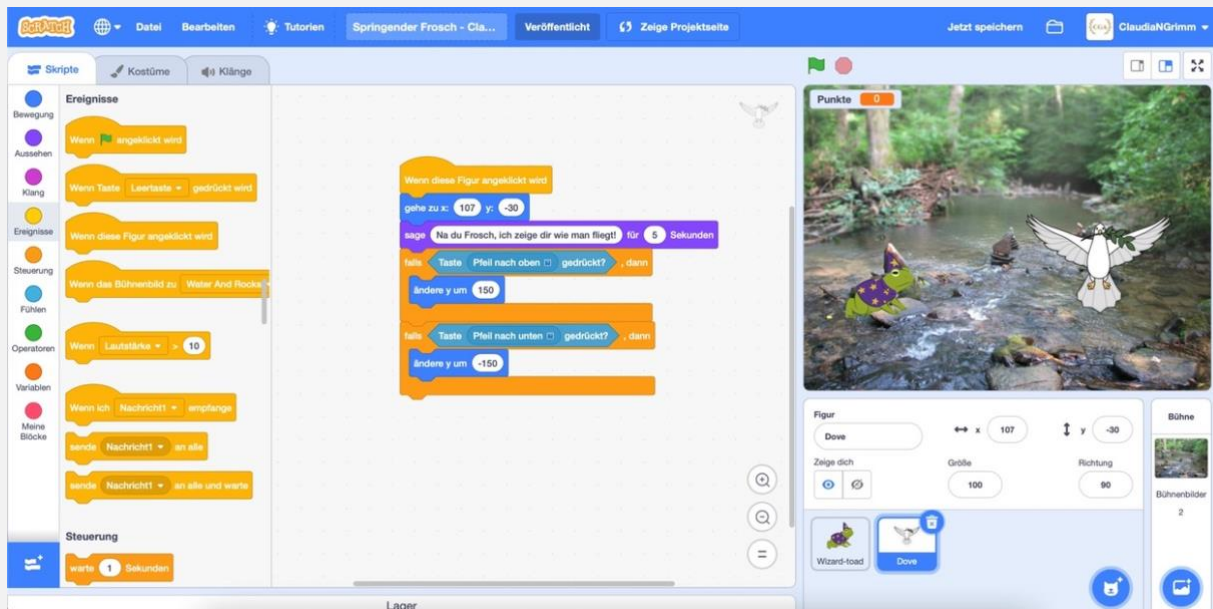 SCRATCH
Datei
Bearbeiten
Tutorien
Springender Frosch - Cla...
Veröffentlicht
Zeige Projektseite
Jetzt speichern
ClaudiaNGrimm
Skripte
Kostüme
Klänge
Bewegung
Aussehen
Klang
Ereignisse
Steuerung
Fühlen
Operatoren
Variablen
Meine
Blöcke
Ereignisse
Wenn angeklickt wird
Wenn Taste Leertaste gedrückt wird
Wenn diese Figur angeklickt wird
Wenn das Bühnenbild zu Water And Rocks
Wenn Lautstärke > 10
Wenn ich Nachricht1 empfange
sende Nachricht1 an alle
sende Nachricht1 an alle und warte
Steuerung
warte 1 Sekunden
Wenn diese Figur angeklickt wird
gehe zu x: 107 y: -30
sage Na du Frosch, ich zeige dir wie man fliegt! für 5 Sekunden
falls Taste Pfeil nach oben gedrückt? , dann
ändere y um 150
falls Taste Pfeil nach unten gedrückt? , dann
ändere y um -150
Lager
Punkte 0
Figur
Dove
x 107
y -30
Zeige dich
Größe
100
Richtung
90
Wizard-toad
Dove
Bühne
Bühnenbilder
2